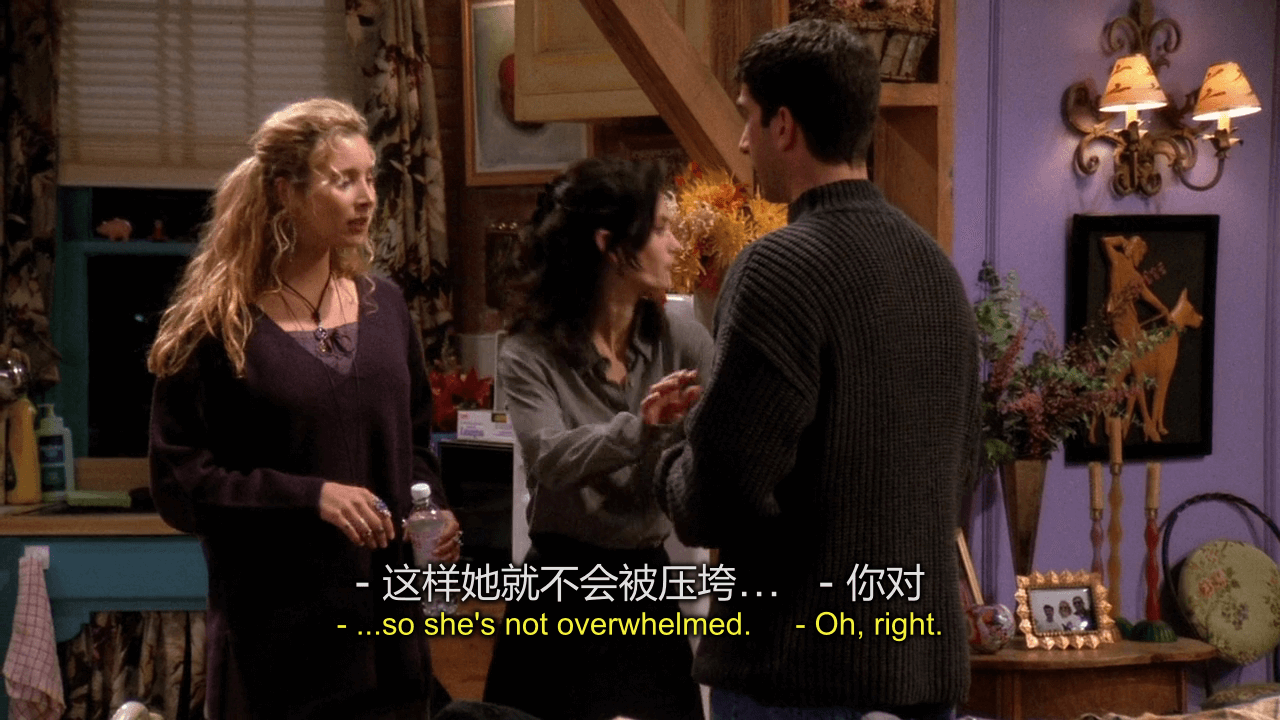 - 这样她就不会被压垮… - 你对
- ...so she's not overwhelmed. - Oh, right.